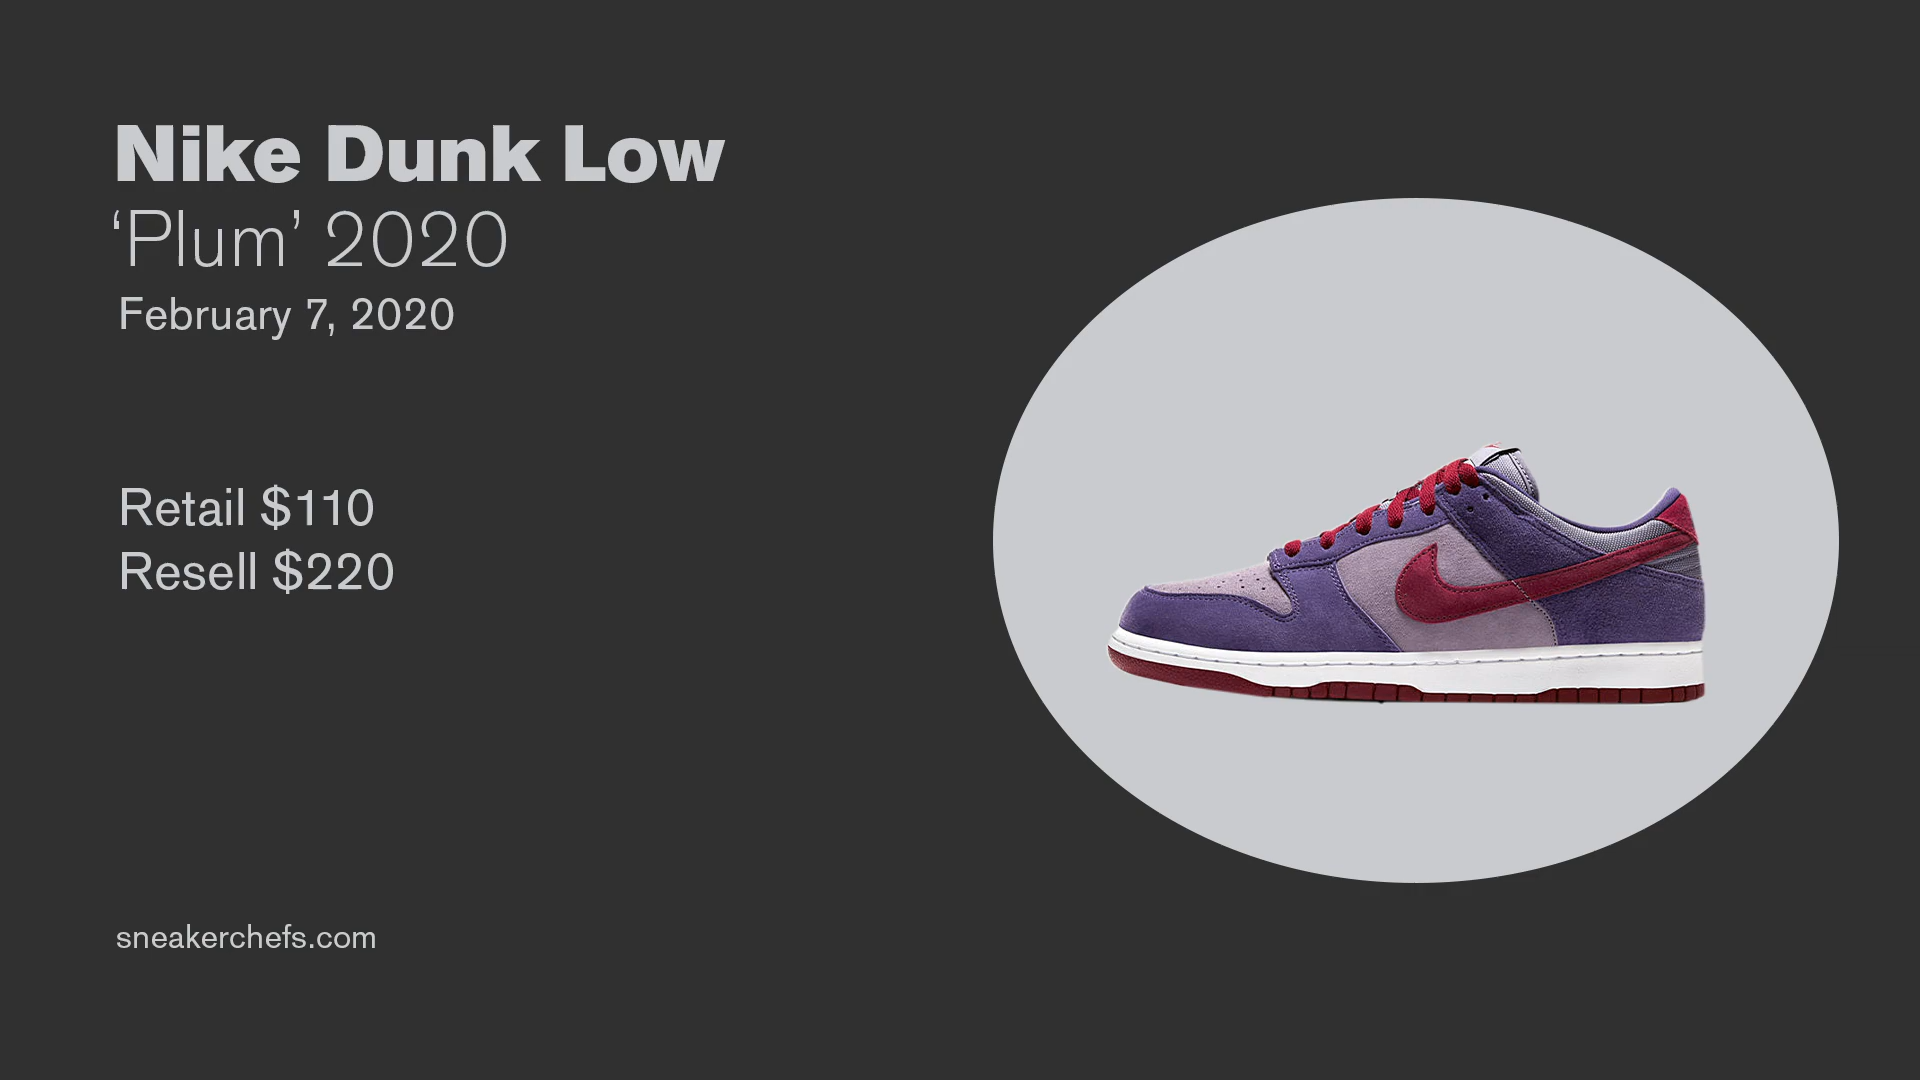 Nike Dunk Low
‘Plum’ 2020
February 7, 2020
Retail $110
Resell $220
sneakerchefs.com